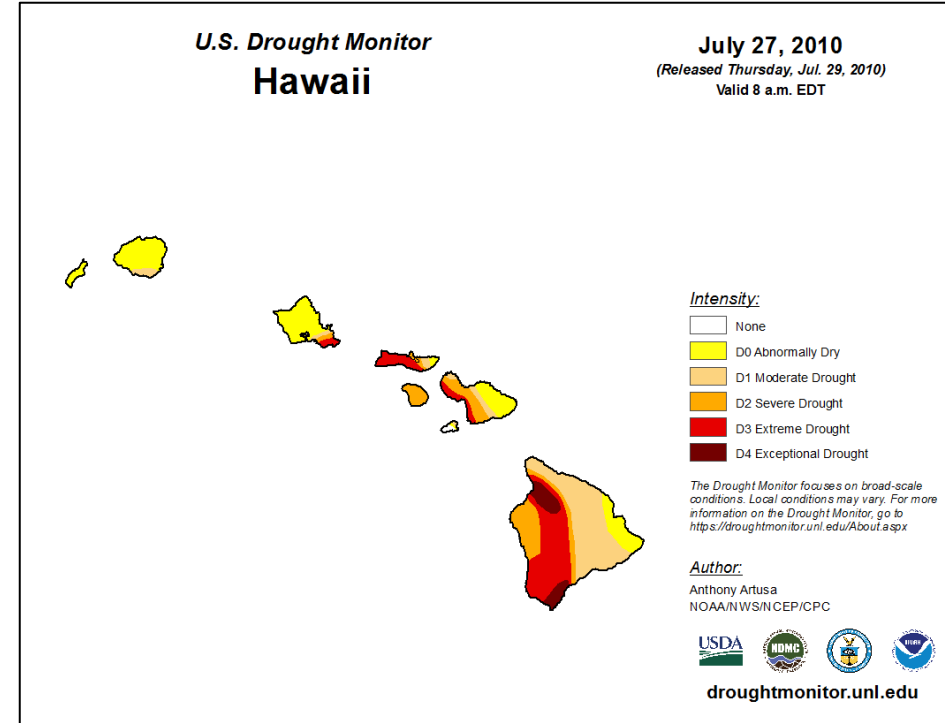 U.S. Drought Monitor
Hawaii
July 27, 2010
(Released Thursday, Jul. 29, 2010)
Valid 8 a.m. EDT
Intensity:
None
D0 Abnormally Dry
D1 Moderate Drought
D2 Severe Drought
D3 Extreme Drought
D4 Exceptional Drought
The Drought Monitor focuses on broad-scale
conditions. Local conditions may vary. For more
information on the Drought Monitor, go to
https://droughtmonitor.unl.edu/About.aspx
Author:
Anthony Artusa
NOAA/NWS/NCEP/CPC
USDA
NDMC
droughtmonitor.unl.edu